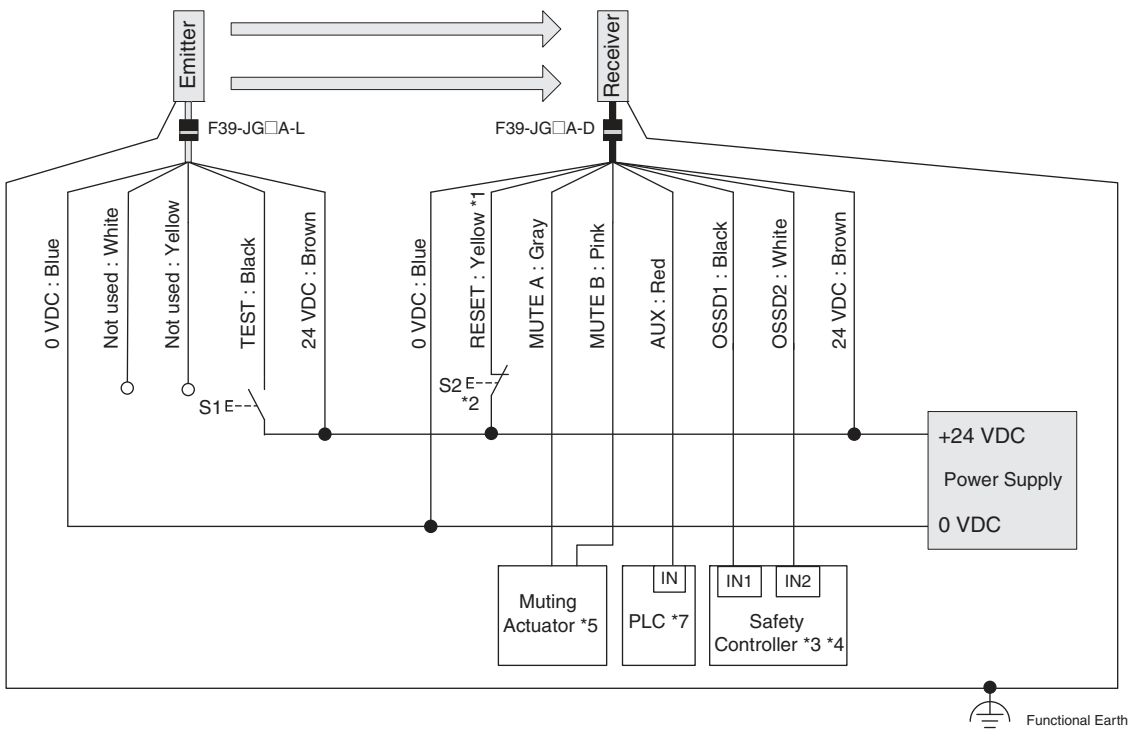 Emitter
Receiver
F39-JG□A-L
F39-JG□A-D
0 VDC : Blue
Not used : White
Not used : Yellow
TEST : Black
24 VDC : Brown
0 VDC : Blue
RESET : Yellow *1
MUTE A : Gray
MUTE B : Pink
AUX : Red
OSSD1 : Black
OSSD2 : White
24 VDC : Brown
S1
S2
*2
+24 VDC
Power Supply
0 VDC
IN
IN1
IN2
Muting
Actuator *5
PLC *7
Safety
Controller *3 *4
Functional Earth